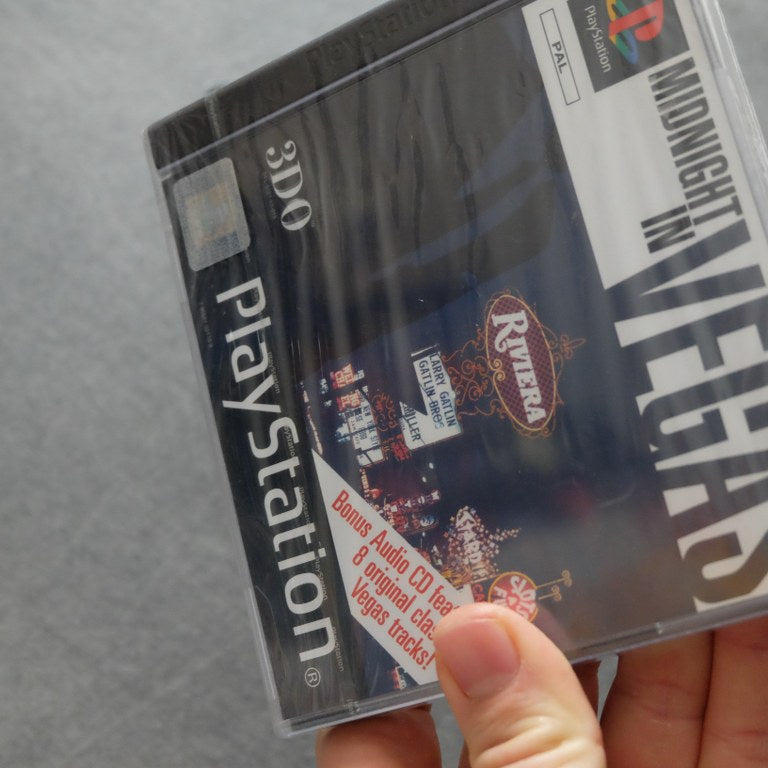 PlayStation
PAL
MIDNIGHT
IN
VEGAS
3DO
PlayStation®
RIVIERA
LARRY GATLIN
GATLIN BROS
Bonus Audio CD fea
8 original clas
Vegas tracks!